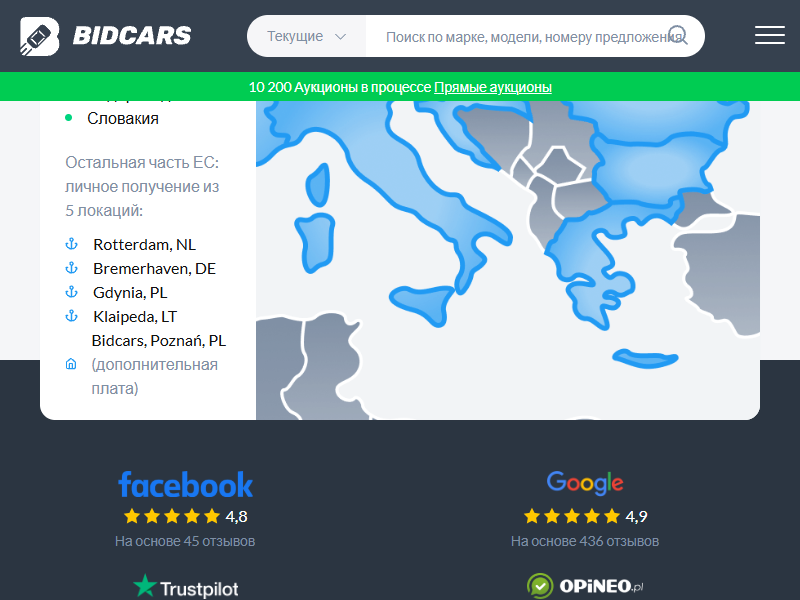 BIDCARS
Текущие
Поиск по марке, модели, номеру предложения
10 200 Аукционы в процессе Прямые аукционы
Словакия
Остальная часть ЕС:
личное получение из
5 локаций:
Rotterdam, NL
Bremerhaven, DE
Gdynia, PL
Klaipeda, LT
Bidcars, Poznań, PL
(дополнительная
плата)
facebook
4,8
На основе 45 отзывов
Google
4,9
На основе 436 отзывов
Trustpilot
OPiNEO.pl